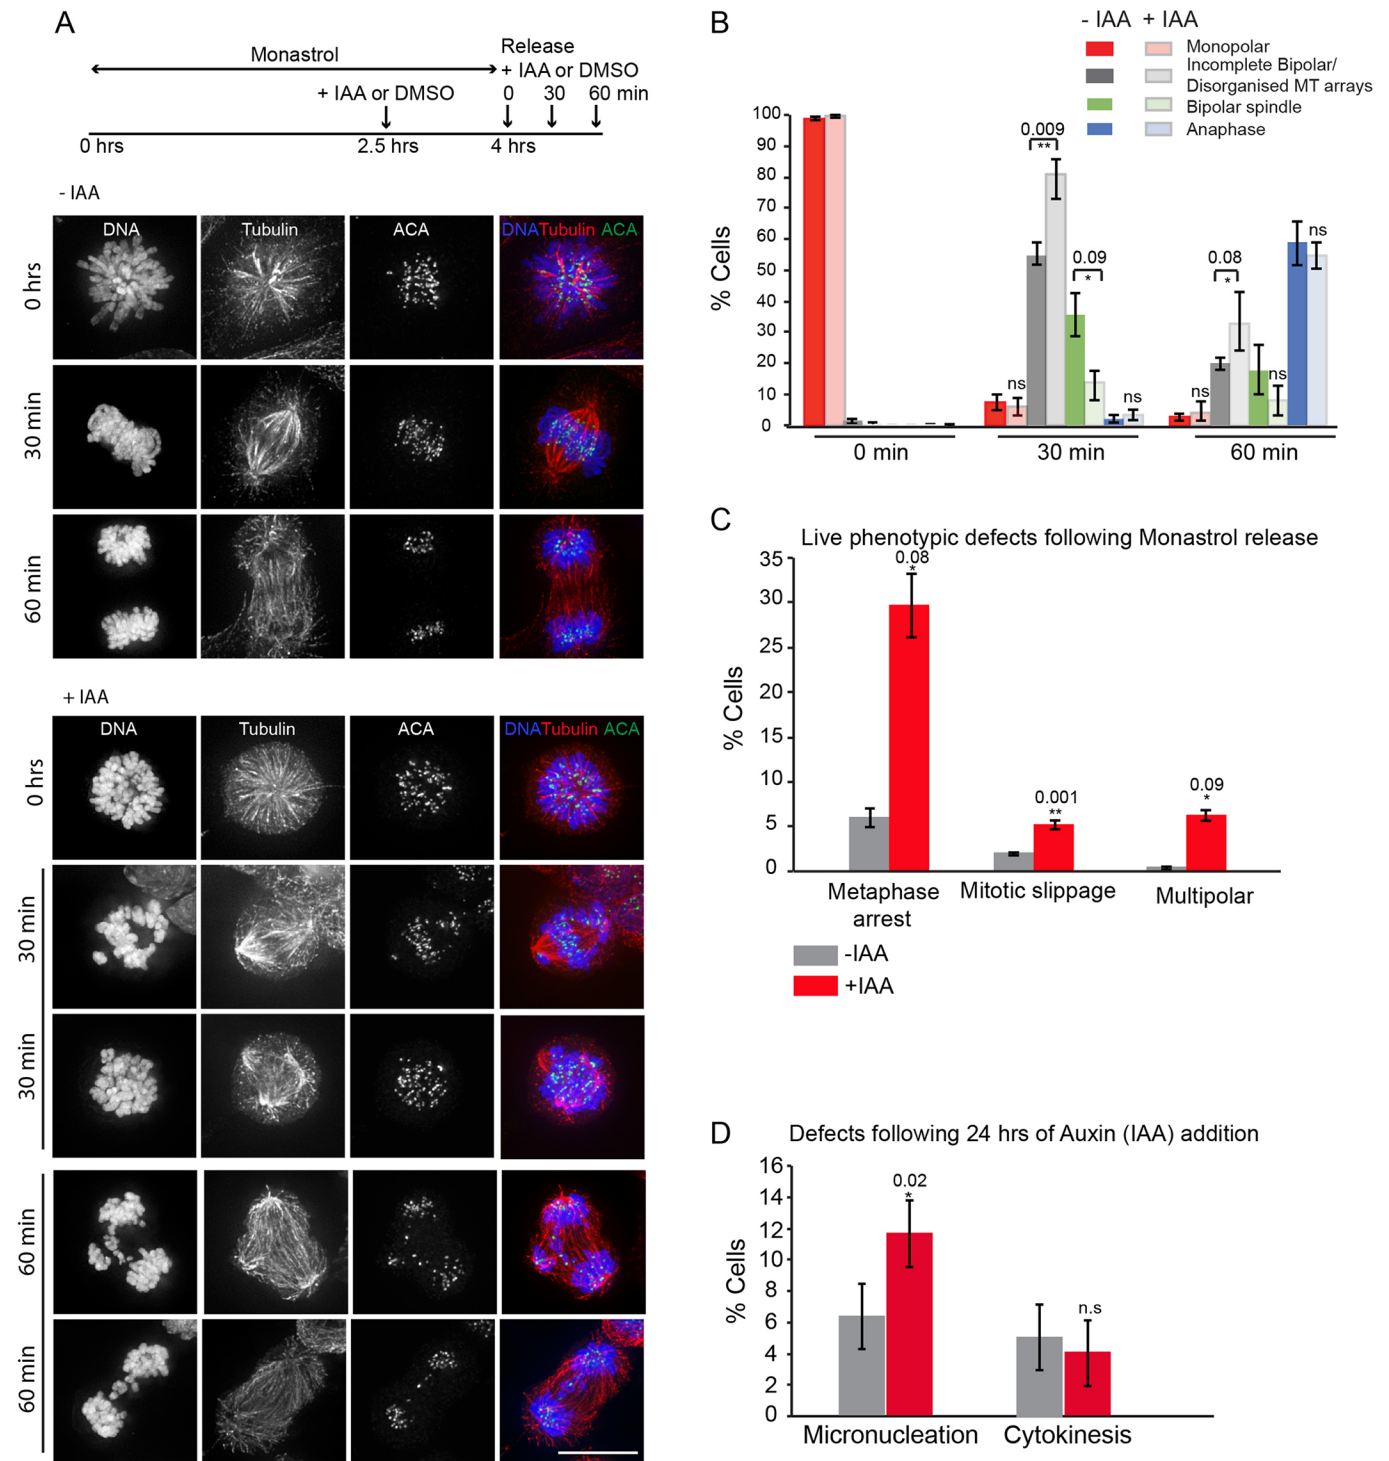 A
Monastrol
Release
+ IAA or DMSO
+ IAA or DMSO
0 30 60 min
0 hrs 2.5 hrs 4 hrs
- IAA
DNA Tubulin ACA DNATubulin ACA
0 hrs
30 min
60 min
+ IAA
DNA Tubulin ACA DNATubulin ACA
0 hrs
30 min
30 min
60 min
60 min
B
- IAA + IAA
Monopolar
Incomplete Bipolar/
Disorganised MT arrays
Bipolar spindle
Anaphase
% Cells
100
90
80
70
60
50
40
30
20
10
0
0.009
**
0.09
*
ns
ns
0.08
*
ns
ns
ns
0 min 30 min 60 min
C
Live phenotypic defects following Monastrol release
% Cells
35
30
25
20
15
10
5
0
0.08
*
0.001
**
0.09
*
Metaphase
arrest
Mitotic slippage
Multipolar
-IAA
+IAA
D
Defects following 24 hrs of Auxin (IAA) addition
% Cells
16
14
12
10
8
6
4
2
0
0.02
*
n.s
Micronucleation Cytokinesis